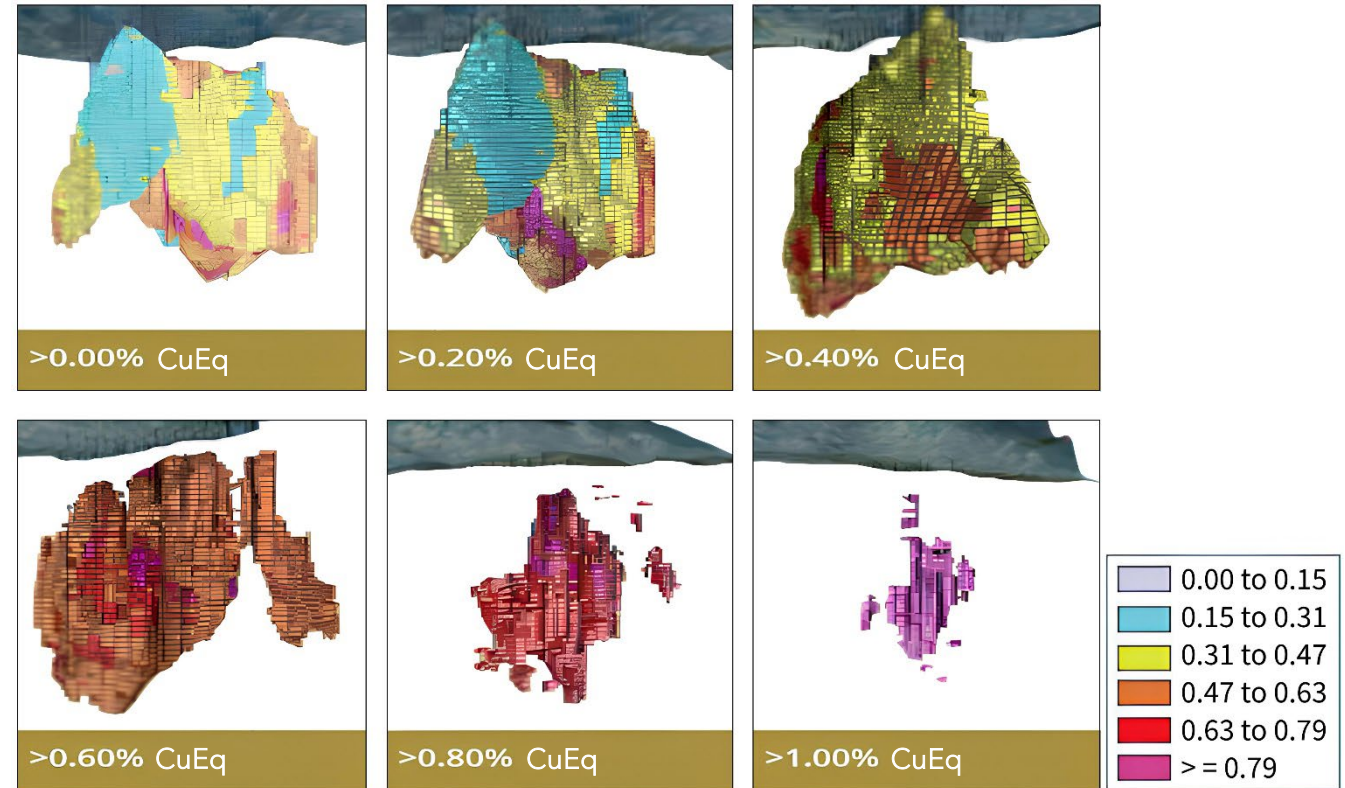 >0.00% CuEq
>0.20% CuEq
>0.40% CuEq
>0.60% CuEq
>0.80% CuEq
>1.00% CuEq
0.00 to 0.15
0.15 to 0.31
0.31 to 0.47
0.47 to 0.63
0.63 to 0.79
> = 0.79